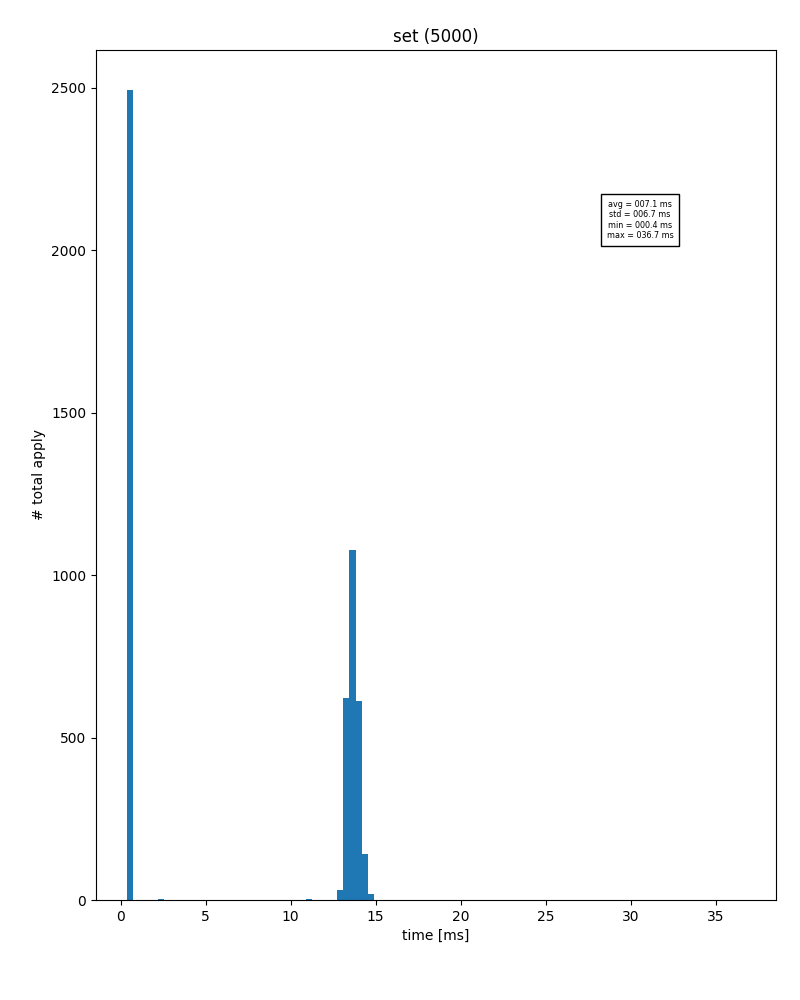 set (5000)
2500
2000
1500
1000
500
0
# total apply
avg = 007.1 ms
std = 006.7 ms
min = 000.4 ms
max = 036.7 ms
0 5 10 15 20 25 30 35
time [ms]